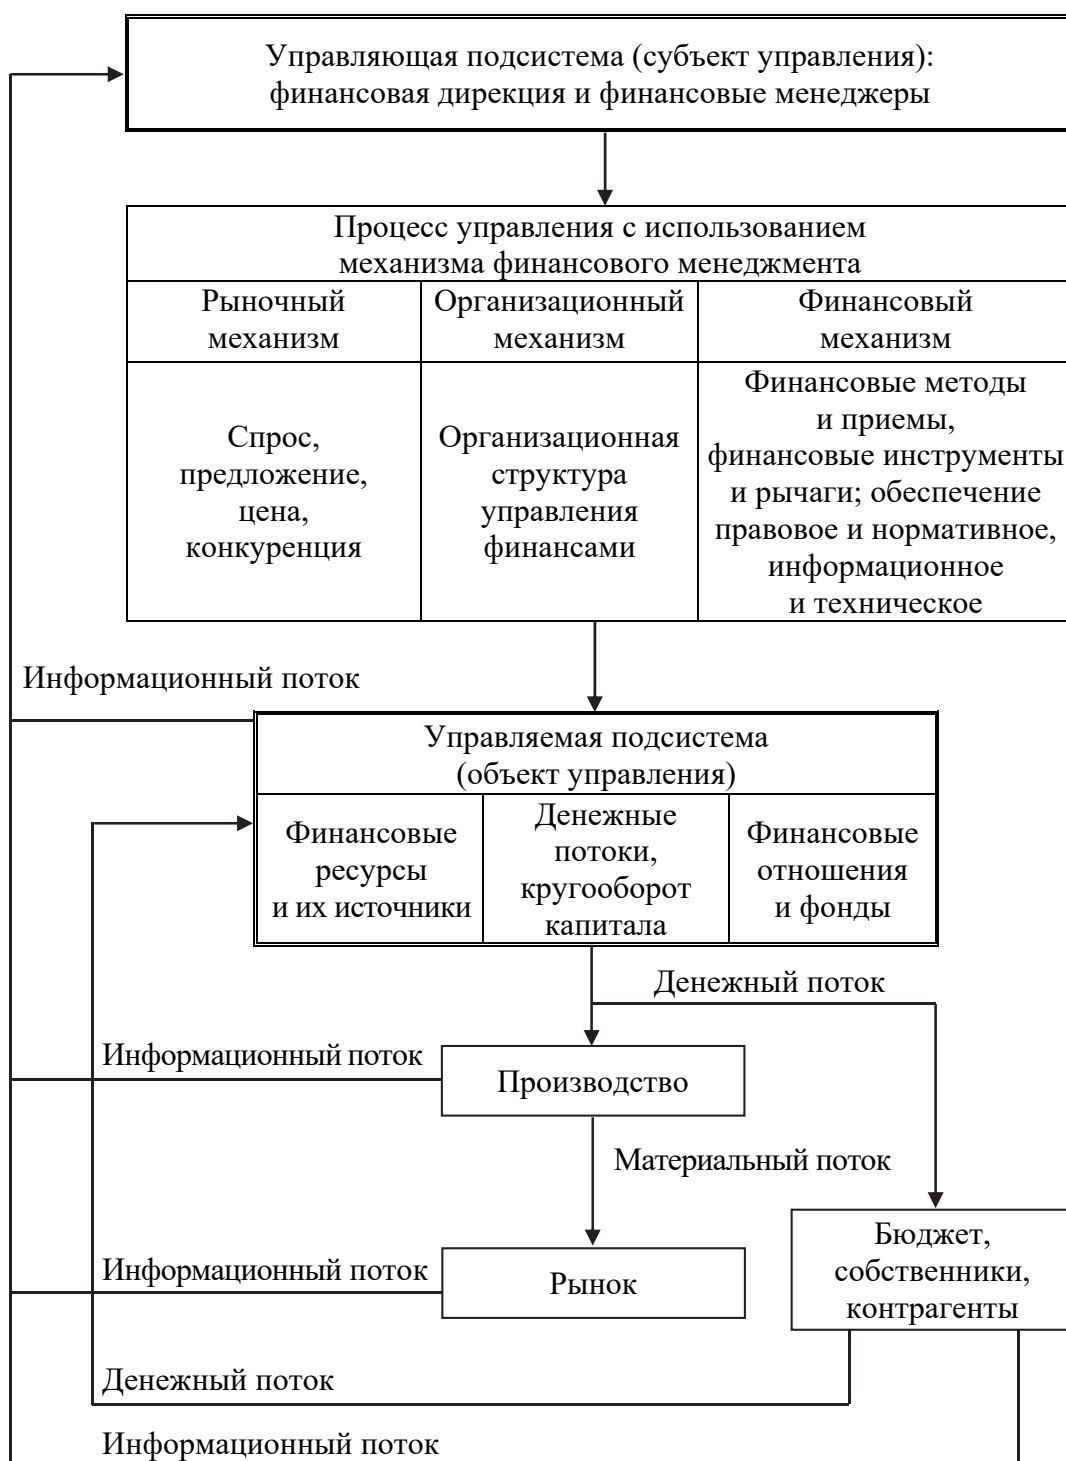 Управляющая подсистема (субъект управления):
финансовая дирекция и финансовые менеджеры
Процесс управления с использованием
механизма финансового менеджмента
Рыночный
механизм
Организационный
механизм
Финансовый
механизм
Спрос,
предложение,
цена,
конкуренция
Организационная
структура
управления
финансами
Финансовые методы
и приемы,
финансовые инструменты
и рычаги; обеспечение
правовое и нормативное,
информационное
и техническое
Информационный поток
Управляемая подсистема
(объект управления)
Финансовые
ресурсы
и их источники
Денежные
потоки,
кругооборот
капитала
Финансовые
отношения
и фонды
Денежный поток
Информационный поток
Производство
Материальный поток
Бюджет,
собственники,
контрагенты
Информационный поток
Рынок
Денежный поток
Информационный поток